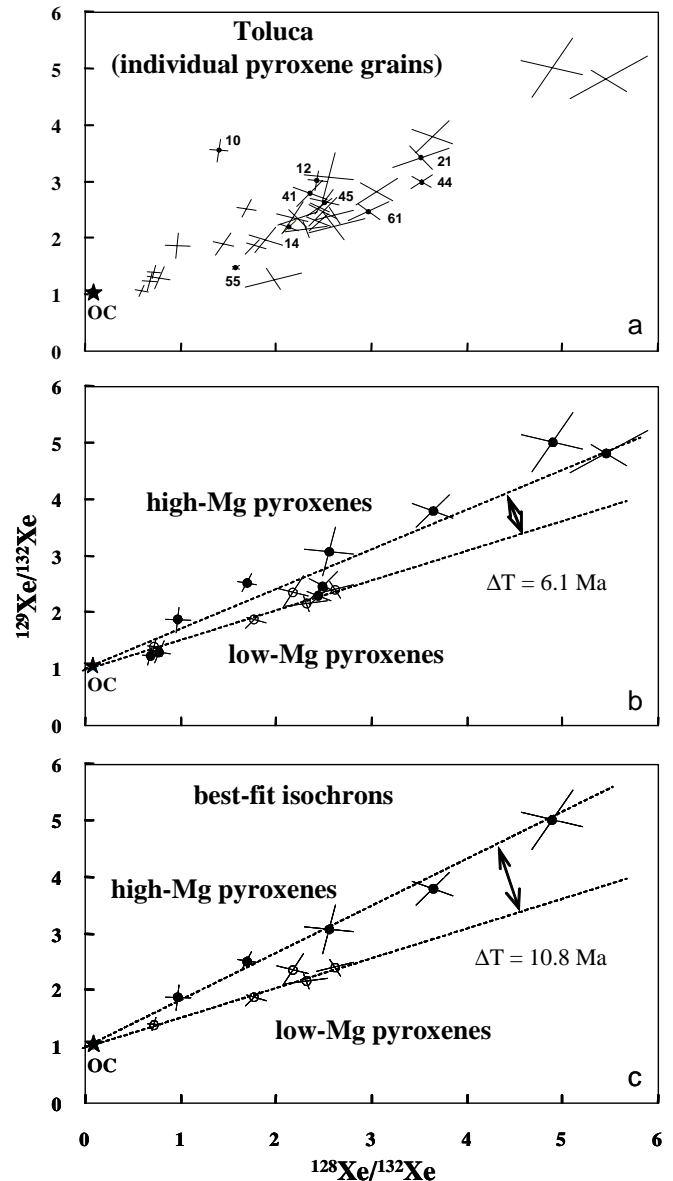 6
5
4
3
2
1
0
Toluca
(individual pyroxene grains)
10
12
41
45
21
44
61
14
55
OC
a
129Xe/132Xe
6
5
4
3
2
1
0
high-Mg pyroxenes
ΔT = 6.1 Ma
low-Mg pyroxenes
OC
b
6
5
4
3
2
1
0
best-fit isochrons
high-Mg pyroxenes
ΔT = 10.8 Ma
low-Mg pyroxenes
OC
c
0 1 2 3 4 5 6
128Xe/132Xe